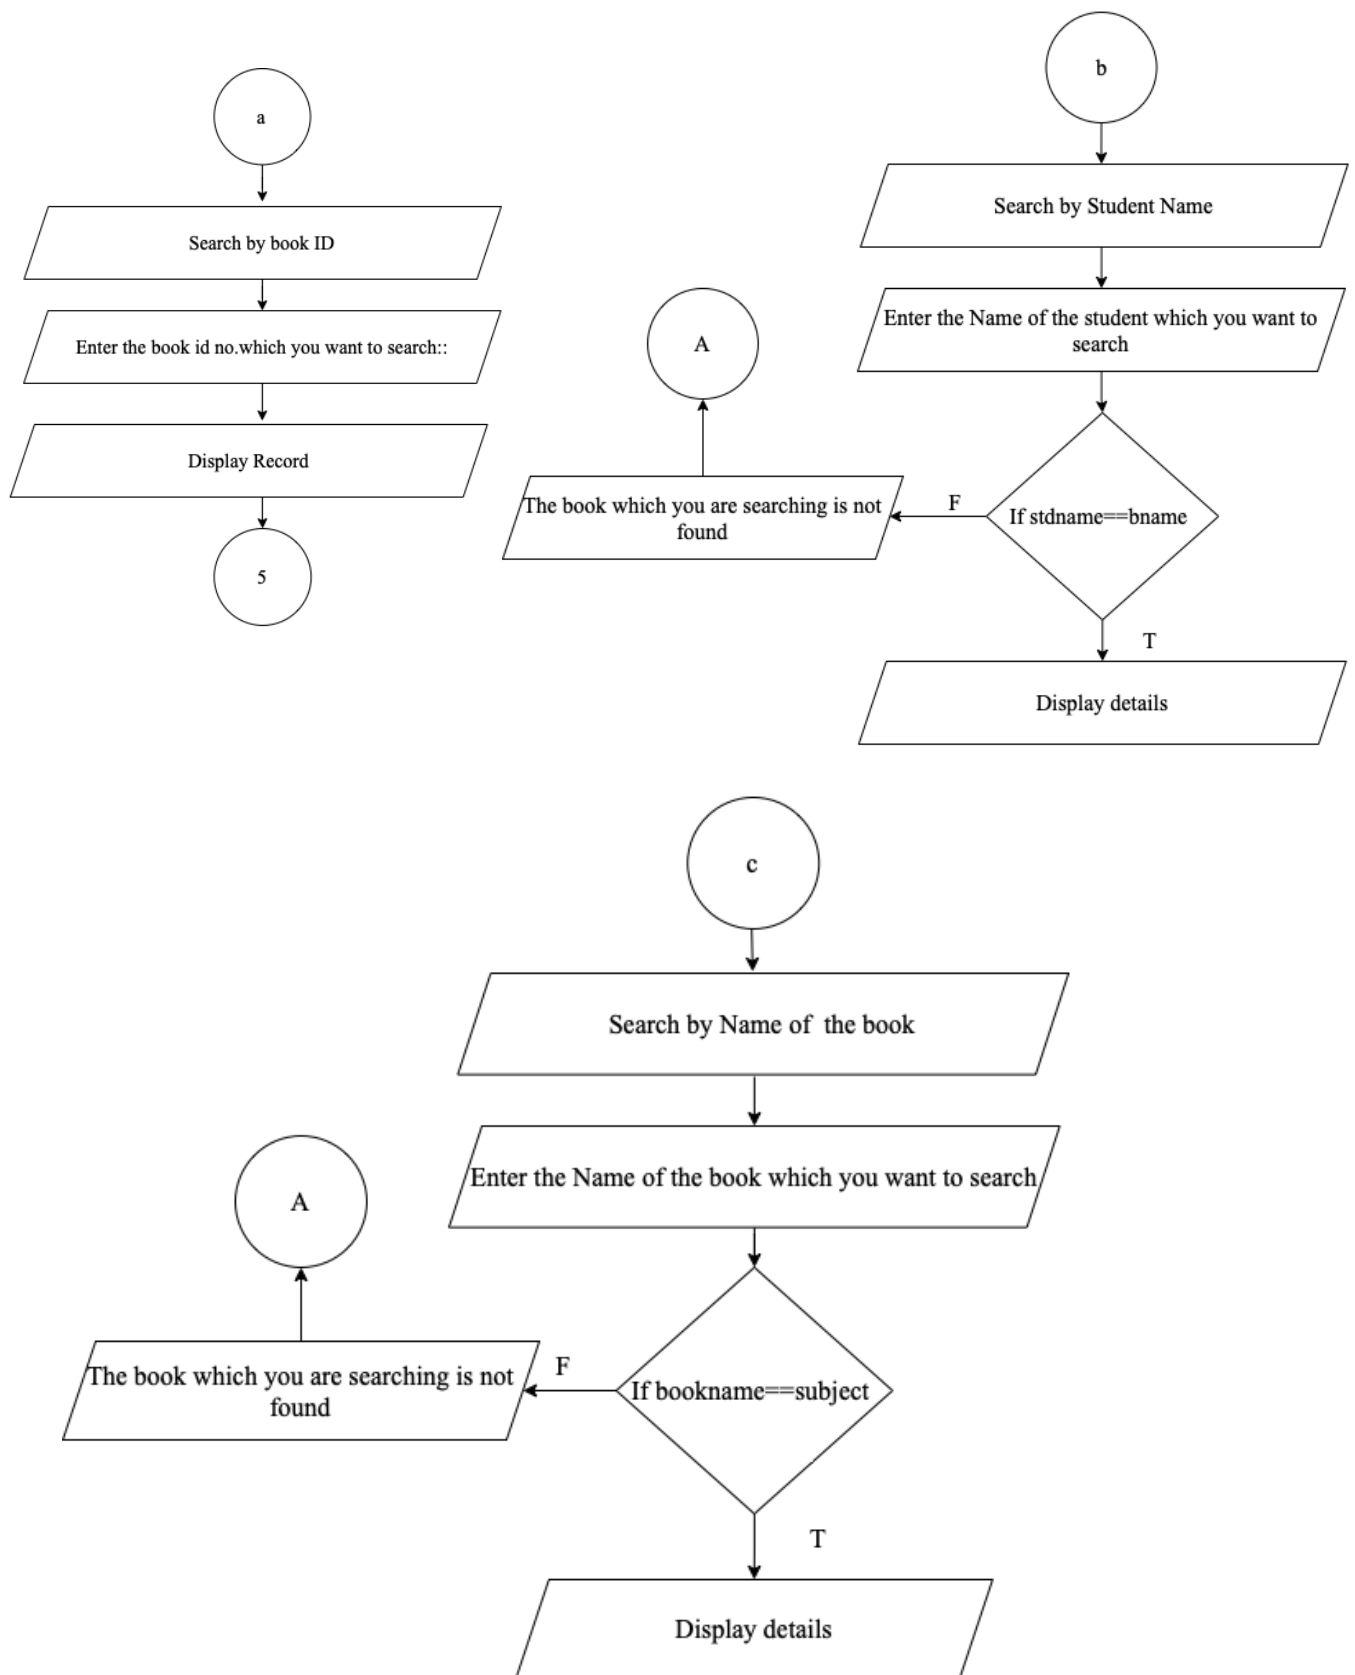 a
Search by book ID
Enter the book id no.which you want to search::
Display Record
5
b
Search by Student Name
Enter the Name of the student which you want to
search
If stdname==bname
F
The book which you are searching is not
found
A
T
Display details
c
Search by Name of  the book
Enter the Name of the book which you want to search
If bookname==subject
F
The book which you are searching is not
found
A
T
Display details